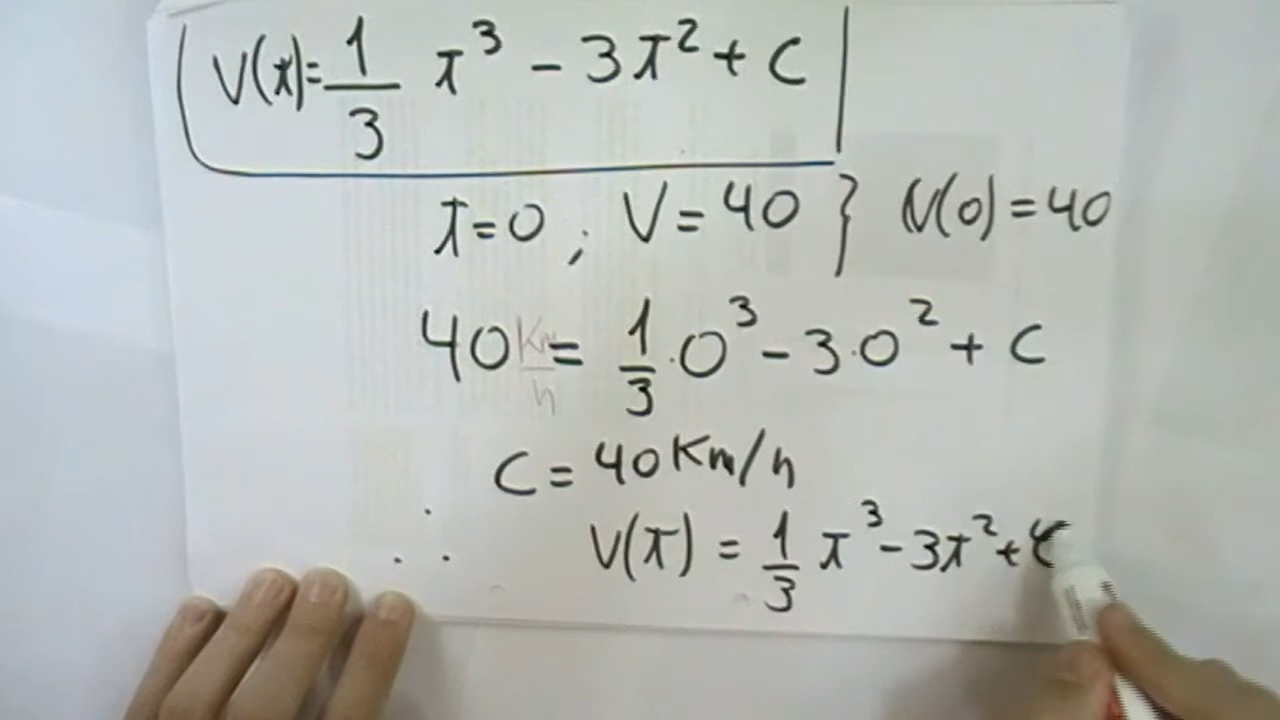 V(t)=1/3 t³ - 3t² + C
t=0 ; V=40 } V(0)=40
40 Km/h = 1/3·0³ - 3·0² + C
C = 40 Km/h
∴ V(t) = 1/3 t³ - 3t² + 4